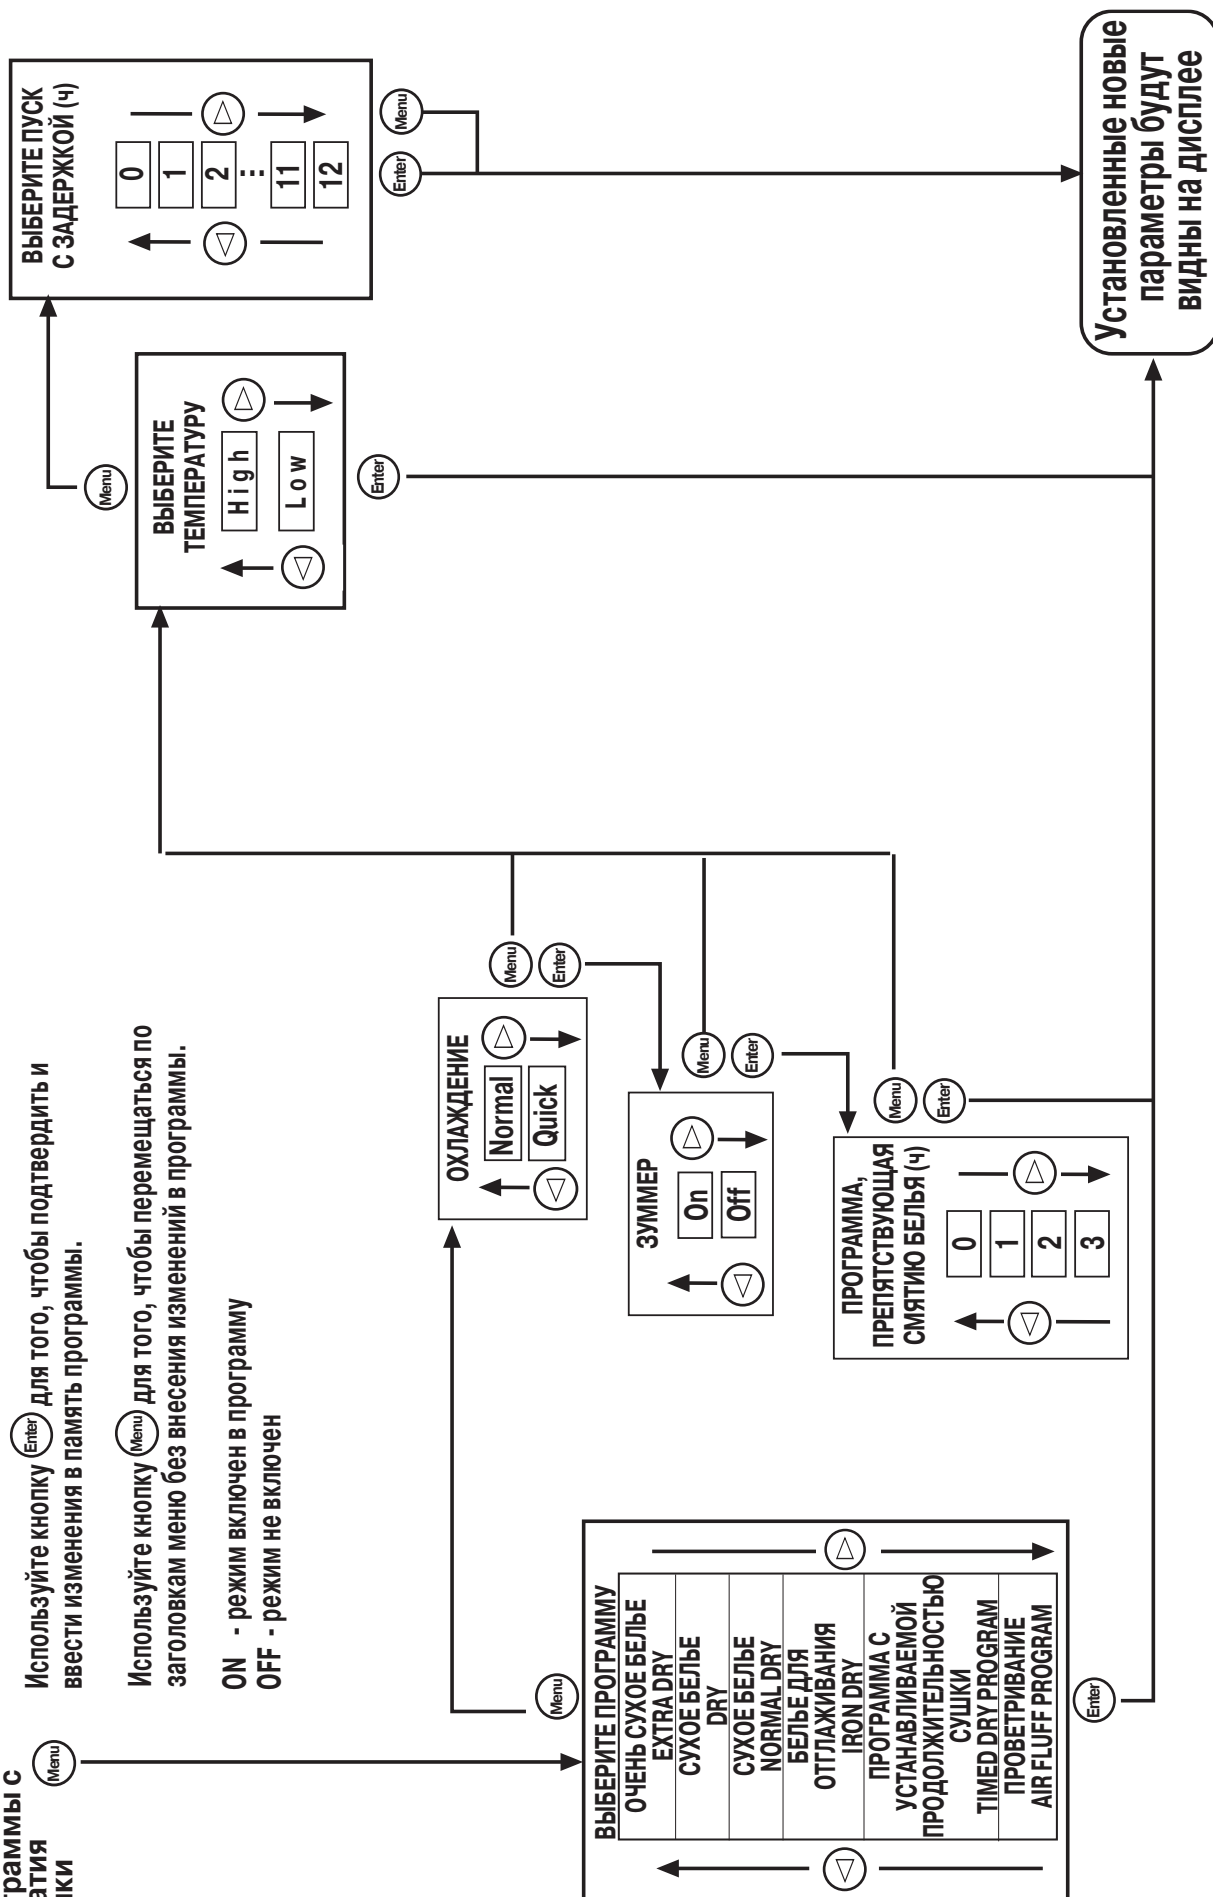 граммы с
атия
ки
Menu
Используйте кнопку Enter для того, чтобы подтвердить и
ввести изменения в память программы.
Используйте кнопку Menu для того, чтобы перемещаться по
заголовкам меню без внесения изменений в программы.
ON - режим включен в программу
OFF - режим не включен
ВЫБЕРИТЕ ПРОГРАММУ
ОЧЕНЬ СУХОЕ БЕЛЬЕ
EXTRA DRY
СУХОЕ БЕЛЬЕ
DRY
СУХОЕ БЕЛЬЕ
NORMAL DRY
БЕЛЬЕ ДЛЯ
ОТГЛАЖИВАНИЯ
IRON DRY
ПРОГРАММА С
УСТАНАВЛИВАЕМОЙ
ПРОДОЛЖИТЕЛЬНОСТЬЮ
СУШКИ
TIMED DRY PROGRAM
ПРОВЕТРИВАНИЕ
AIR FLUFF PROGRAM
Menu
Enter
ОХЛАЖДЕНИЕ
Normal
Quick
Menu
Enter
ЗУММЕР
On
Off
Menu
Enter
ПРОГРАММА,
ПРЕПЯТСТВУЮЩАЯ
СМЯТИЮ БЕЛЬЯ (ч)
0
1
2
3
Menu
Enter
ВЫБЕРИТЕ
ТЕМПЕРАТУРУ
High
Low
Menu
Enter
ВЫБЕРИТЕ ПУСК
С ЗАДЕРЖКОЙ (ч)
0
1
2
...
11
12
Enter
Menu
Установленные новые
параметры будут
видны на дисплее